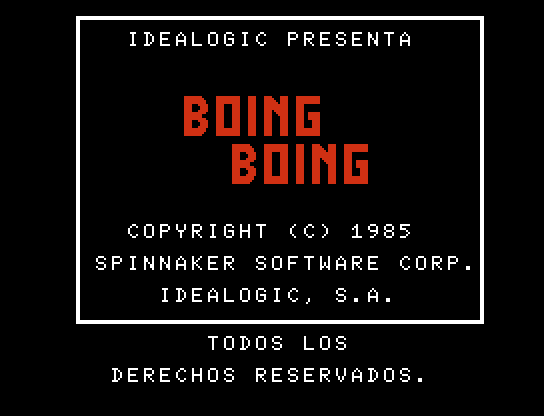 IDEALOGIC PRESENTA
BOING
BOING
COPYRIGHT (C) 1985
SPINNAKER SOFTWARE CORP.
IDEALOGIC, S.A.
TODOS LOS
DERECHOS RESERVADOS.